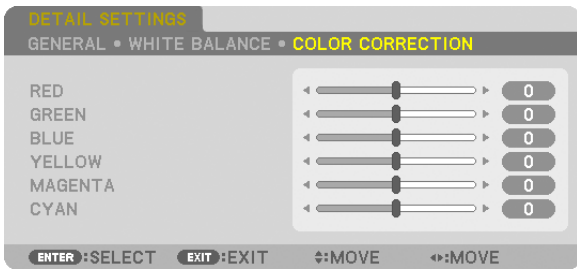 DETAIL SETTINGS
GENERAL • WHITE BALANCE • COLOR CORRECTION
RED 0
GREEN 0
BLUE 0
YELLOW 0
MAGENTA 0
CYAN 0
ENTER :SELECT EXIT :EXIT :MOVE :MOVE